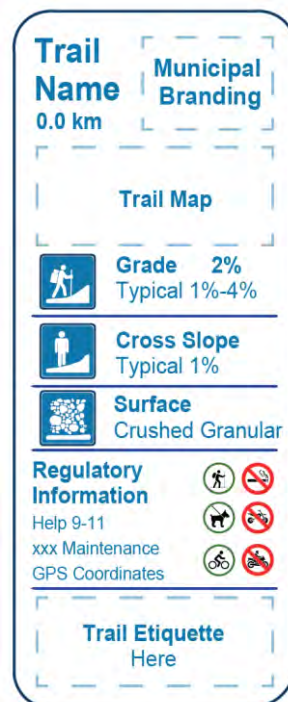 Trail
Name
0.0 km
Municipal
Branding
Trail Map
Grade 2%
Typical 1%-4%
Cross Slope
Typical 1%
Surface
Crushed Granular
Regulatory
Information
Help 9-11
xxx Maintenance
GPS Coordinates
Trail Etiquette
Here